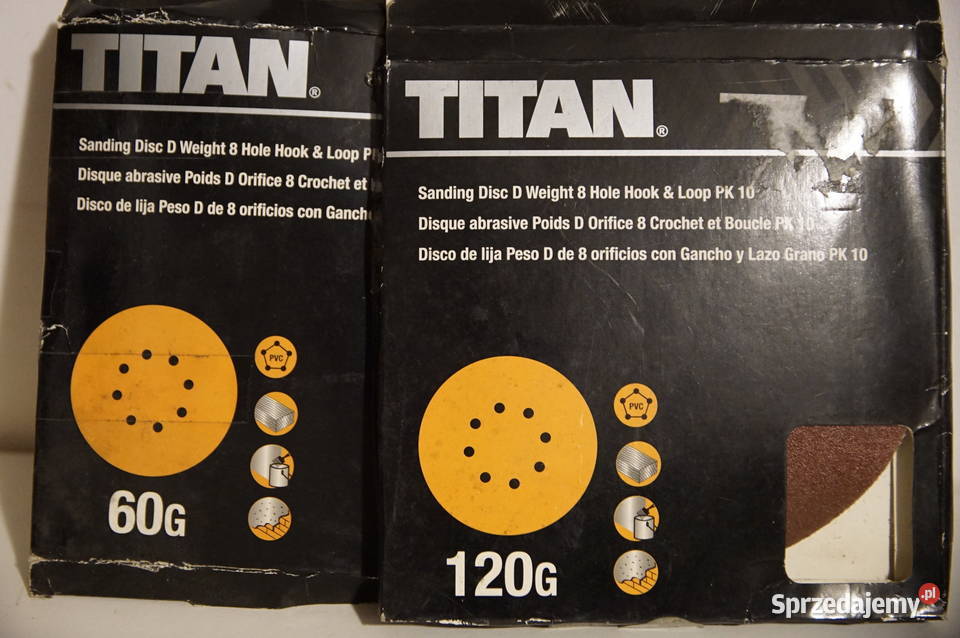 TITAN®
Sanding Disc D Weight 8 Hole Hook & Loop
Disque abrasive Poids D Orifice 8 Crochet et
Disco de lija Peso D de 8 orificios con Gancho
PVC
60G
TITAN®
Sanding Disc D Weight 8 Hole Hook & Loop PK 10
Disque abrasive Poids D Orifice 8 Crochet et Boucle PK 10
Disco de lija Peso D de 8 orificios con Gancho y Lazo Grano PK 10
PVC
120G
Sprzedajemy.pl